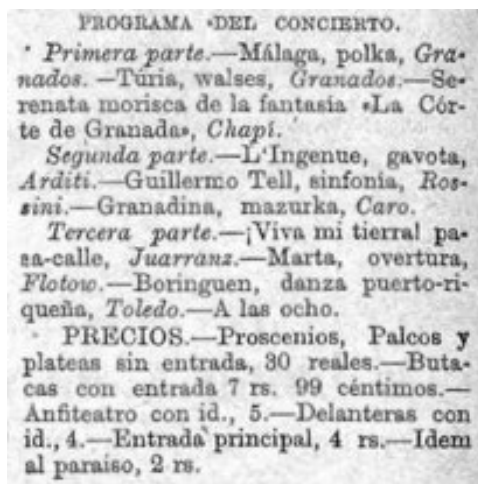 PROGRAMA DEL CONCIERTO.
Primera parte.—Málaga, polka, Gra-
nados.—Túria, walses, Granados.—Se-
renata morisca de la fantasía «La Cór-
te de Granada», Chapí.
Segunda parte.—L'Ingenue, gavota,
Arditi.—Guillermo Tell, sinfonía, Ros-
sini.—Granadina, mazurka, Caro.
Tercera parte.—¡Viva mi tierra! pa-
sa-calle, Juarranz.—Marta, overtura,
Flotow.—Boringuen, danza puerto-ri-
queña, Toledo.—A las ocho.
PRECIOS.—Proscenios, Palcos y
plateas sin entrada, 30 reales.—Buta-
cas con entrada 7 rs. 99 céntimos.—
Anfiteatro con id., 5.—Delanteras con
id., 4.—Entrada principal, 4 rs.—Idem
al paraiso, 2 rs.